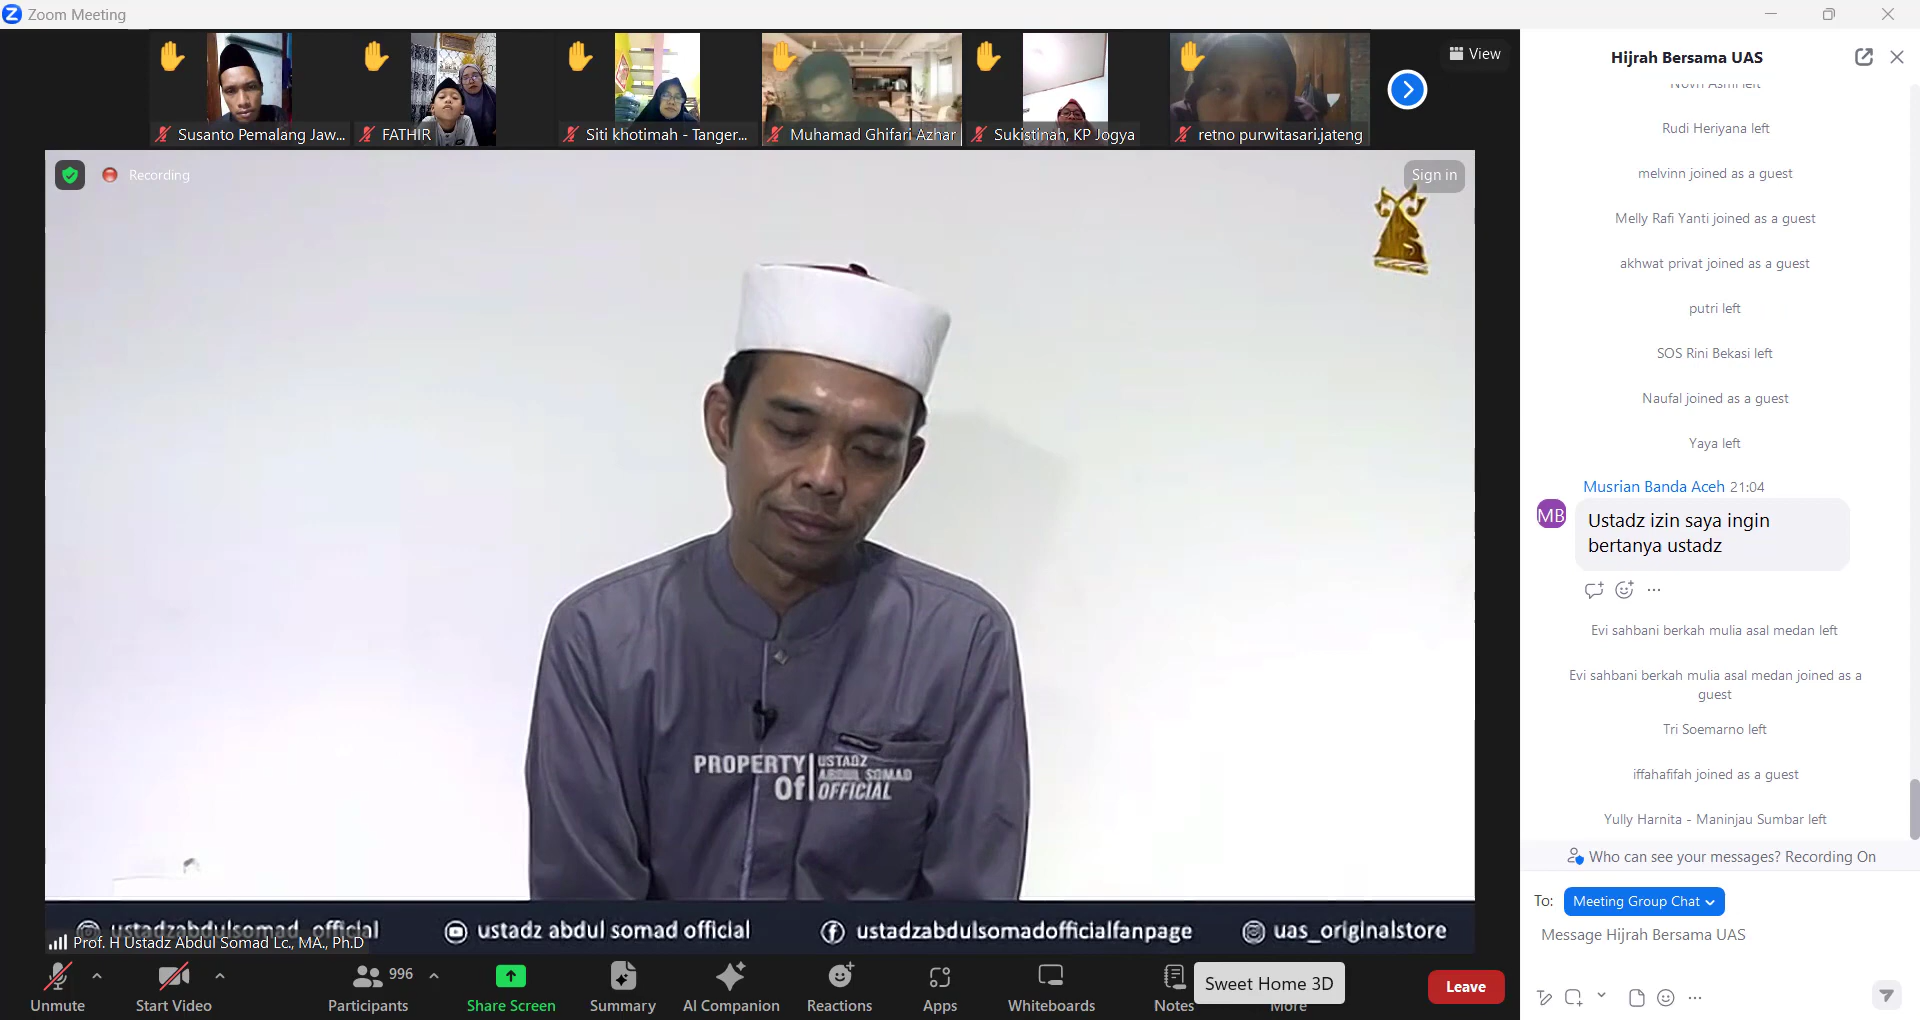 Zoom Meeting
Susanto Pemalang Jaw...
FATHIR
Siti khotimah - Tanger...
Muhamad Ghifari Azhar
Sukistinah, KP Jogya
retno purwitasari.jateng
View
Recording
Sign in
PROPERTY Of
USTADZ
ABDUL SOMAD
OFFICIAL
ustadzabdulsomad_official
ustadz abdul somad official
ustadzabdulsomadofficialfanpage
uas_originalstore
Prof. H Ustadz Abdul Somad Lc., MA., Ph.D
Unmute
Start Video
996
Participants
Share Screen
Summary
AI Companion
Reactions
Apps
Whiteboards
Notes
Sweet Home 3D
More
Leave
Hijrah Bersama UAS
Rudi Heriyana left
melvinn joined as a guest
Melly Rafi Yanti joined as a guest
akhwat privat joined as a guest
putri left
SOS Rini Bekasi left
Naufal joined as a guest
Yaya left
Musrian Banda Aceh 21:04
MB
Ustadz izin saya ingin
bertanya ustadz
Evi sahbani berkah mulia asal medan left
Evi sahbani berkah mulia asal medan joined as a
guest
Tri Soemarno left
iffahafifah joined as a guest
Yully Harnita - Maninjau Sumbar left
Who can see your messages? Recording On
To: Meeting Group Chat
Message Hijrah Bersama UAS